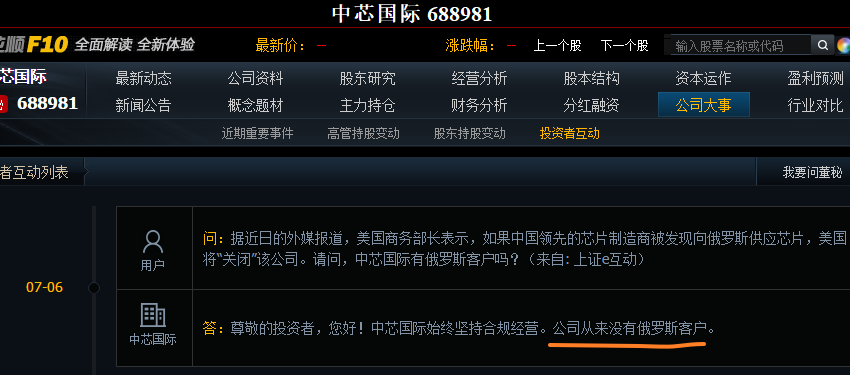 中芯国际 688981
顺F10 全面解读 全新体验
最新价: -- 涨跌幅: -- 上一个股 下一个股 输入股票名称或代码
芯国际 最新动态 公司资料 股东研究 经营分析 股本结构 资本运作 盈利预测
688981 新闻公告 概念题材 主力持仓 财务分析 分红融资 公司大事 行业对比
近期重要事件 高管持股变动 股东持股变动 投资者互动
者互动列表 我要问董秘
问：据近日的外媒报道，美国商务部长表示，如果中国领先的芯片制造商被发现向俄罗斯供应芯片，美国
将“关闭”该公司。请问，中芯国际有俄罗斯客户吗？（来自: 上证e互动）
用户
07-06
答：尊敬的投资者，您好！中芯国际始终坚持合规经营。公司从来没有俄罗斯客户。
中芯国际